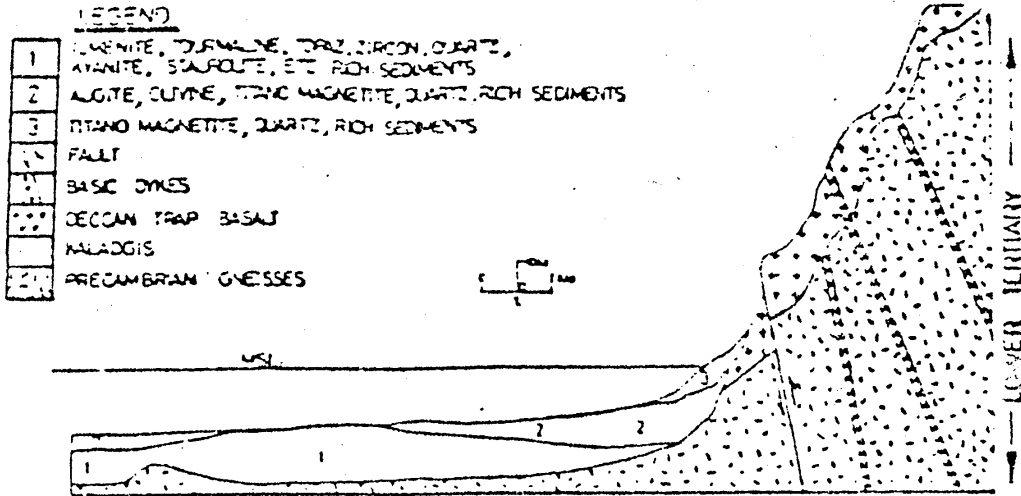 LEGEND
1 ILMENITE, TOURMALINE, TOPAZ, ZIRCON, QUARTZ,
KYANITE, STAUROLITE, ETC RICH SEDIMENTS
2 AUGITE, OLIVINE, TITANO MAGNETITE, QUARTZ, RICH SEDIMENTS
3 TITANO MAGNETITE, QUARTZ, RICH SEDIMENTS
FAULT
BASIC DYKES
DECCAN TRAP BASALT
KALADGIS
PRECAMBRIAN GNEISSES
MSL
2 2
1 1
LOWER TERTIARY